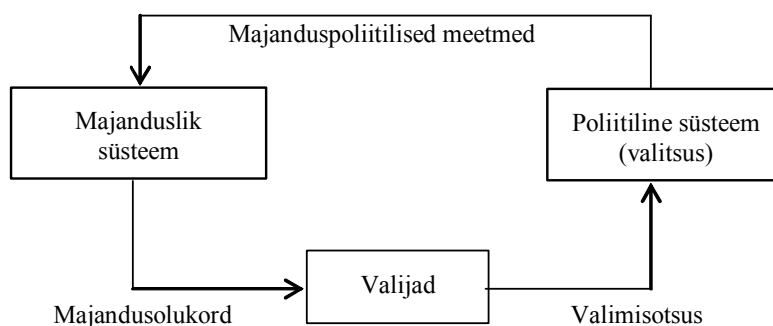 Majanduspoliitilised meetmed
Majanduslik
süsteem
Poliitiline süsteem
(valitsus)
Valijad
Majandusolukord
Valimisotsus